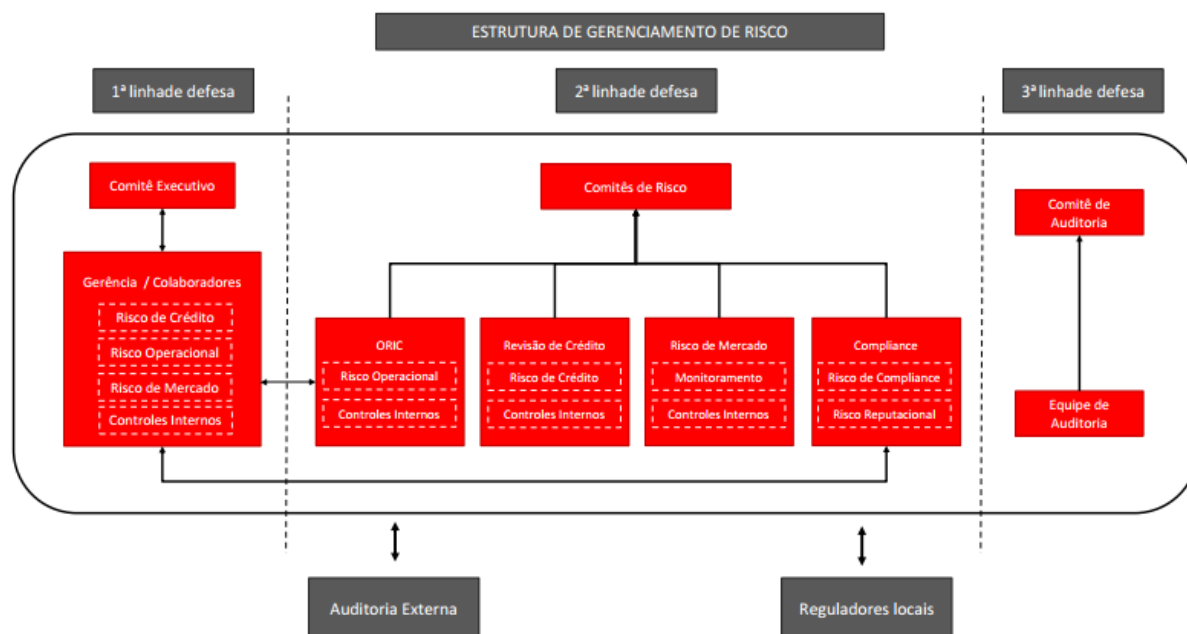 ESTRUTURA DE GERENCIAMENTO DE RISCO
1ª linhade defesa
2ª linhade defesa
3ª linhade defesa
Comitê Executivo
Gerência / Colaboradores
Risco de Crédito
Risco Operacional
Risco de Mercado
Controles Internos
Comitês de Risco
ORIC
Risco Operacional
Controles Internos
Revisão de Crédito
Risco de Crédito
Controles Internos
Risco de Mercado
Monitoramento
Controles Internos
Compliance
Risco de Compliance
Risco Reputacional
Comitê de
Auditoria
Equipe de
Auditoria
Auditoria Externa
Reguladores locais